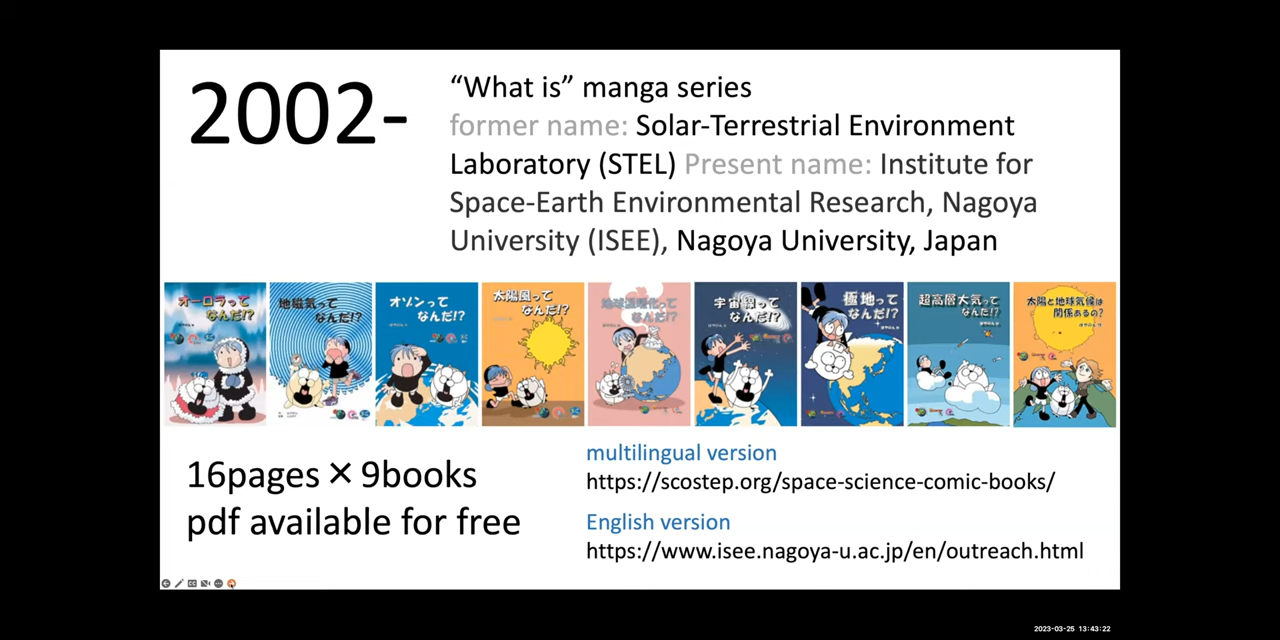 2002-
“What is” manga series
former name: Solar-Terrestrial Environment
Laboratory (STEL) Present name: Institute for
Space-Earth Environmental Research, Nagoya
University (ISEE), Nagoya University, Japan
オーロラって
なんだ!?
地磁気って
なんだ!?
オゾンって
なんだ!?
太陽風って
なんだ!?
地球温暖化って
なんだ!?
宇宙線って
なんだ!?
極地って
なんだ!?
超高層大気って
なんだ!?
太陽と地球気候は
関係あるの?
16pages × 9books
pdf available for free
multilingual version
https://scostep.org/space-science-comic-books/
English version
https://www.isee.nagoya-u.ac.jp/en/outreach.html
2023-03-25 13:43:22